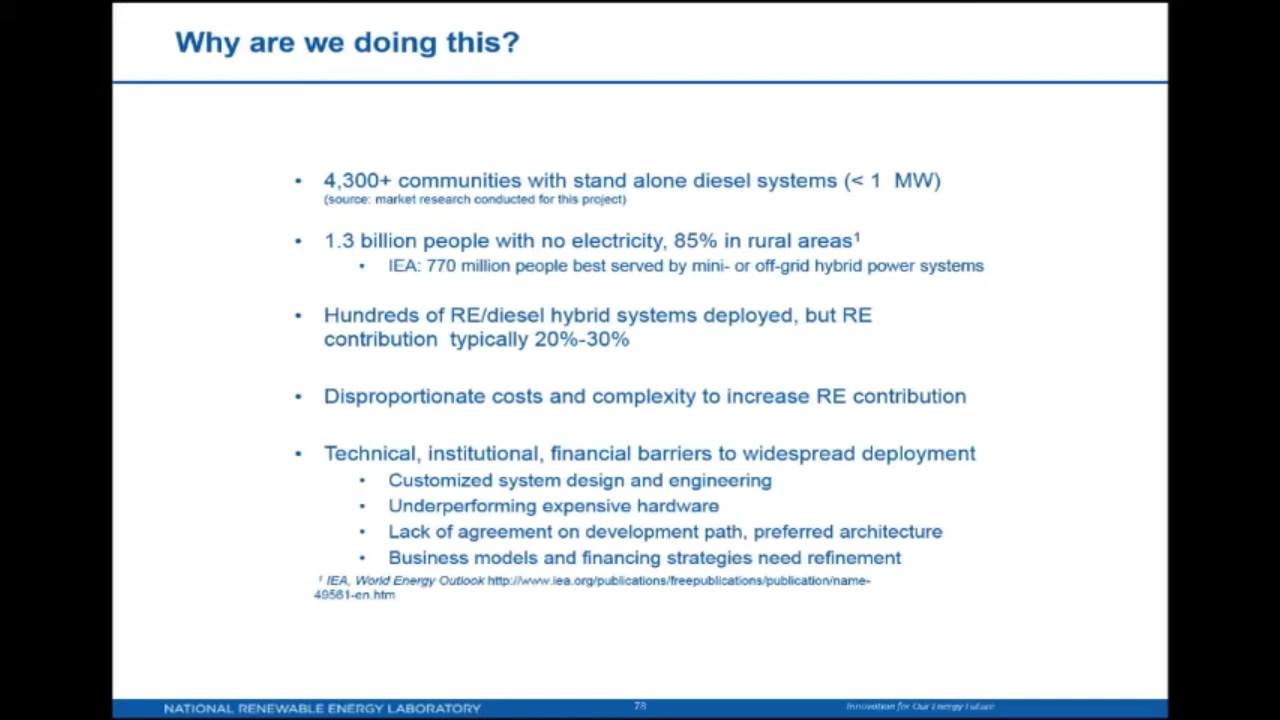 Why are we doing this?
• 4,300+ communities with stand alone diesel systems (< 1 MW)
(source: market research conducted for this project)
• 1.3 billion people with no electricity, 85% in rural areas¹
• IEA: 770 million people best served by mini- or off-grid hybrid power systems
• Hundreds of RE/diesel hybrid systems deployed, but RE
contribution typically 20%-30%
• Disproportionate costs and complexity to increase RE contribution
• Technical, institutional, financial barriers to widespread deployment
• Customized system design and engineering
• Underperforming expensive hardware
• Lack of agreement on development path, preferred architecture
• Business models and financing strategies need refinement
¹ IEA, World Energy Outlook http://www.iea.org/publications/freepublications/publication/name-
49561-en.htm
NATIONAL RENEWABLE ENERGY LABORATORY
78
Innovation for Our Energy Future